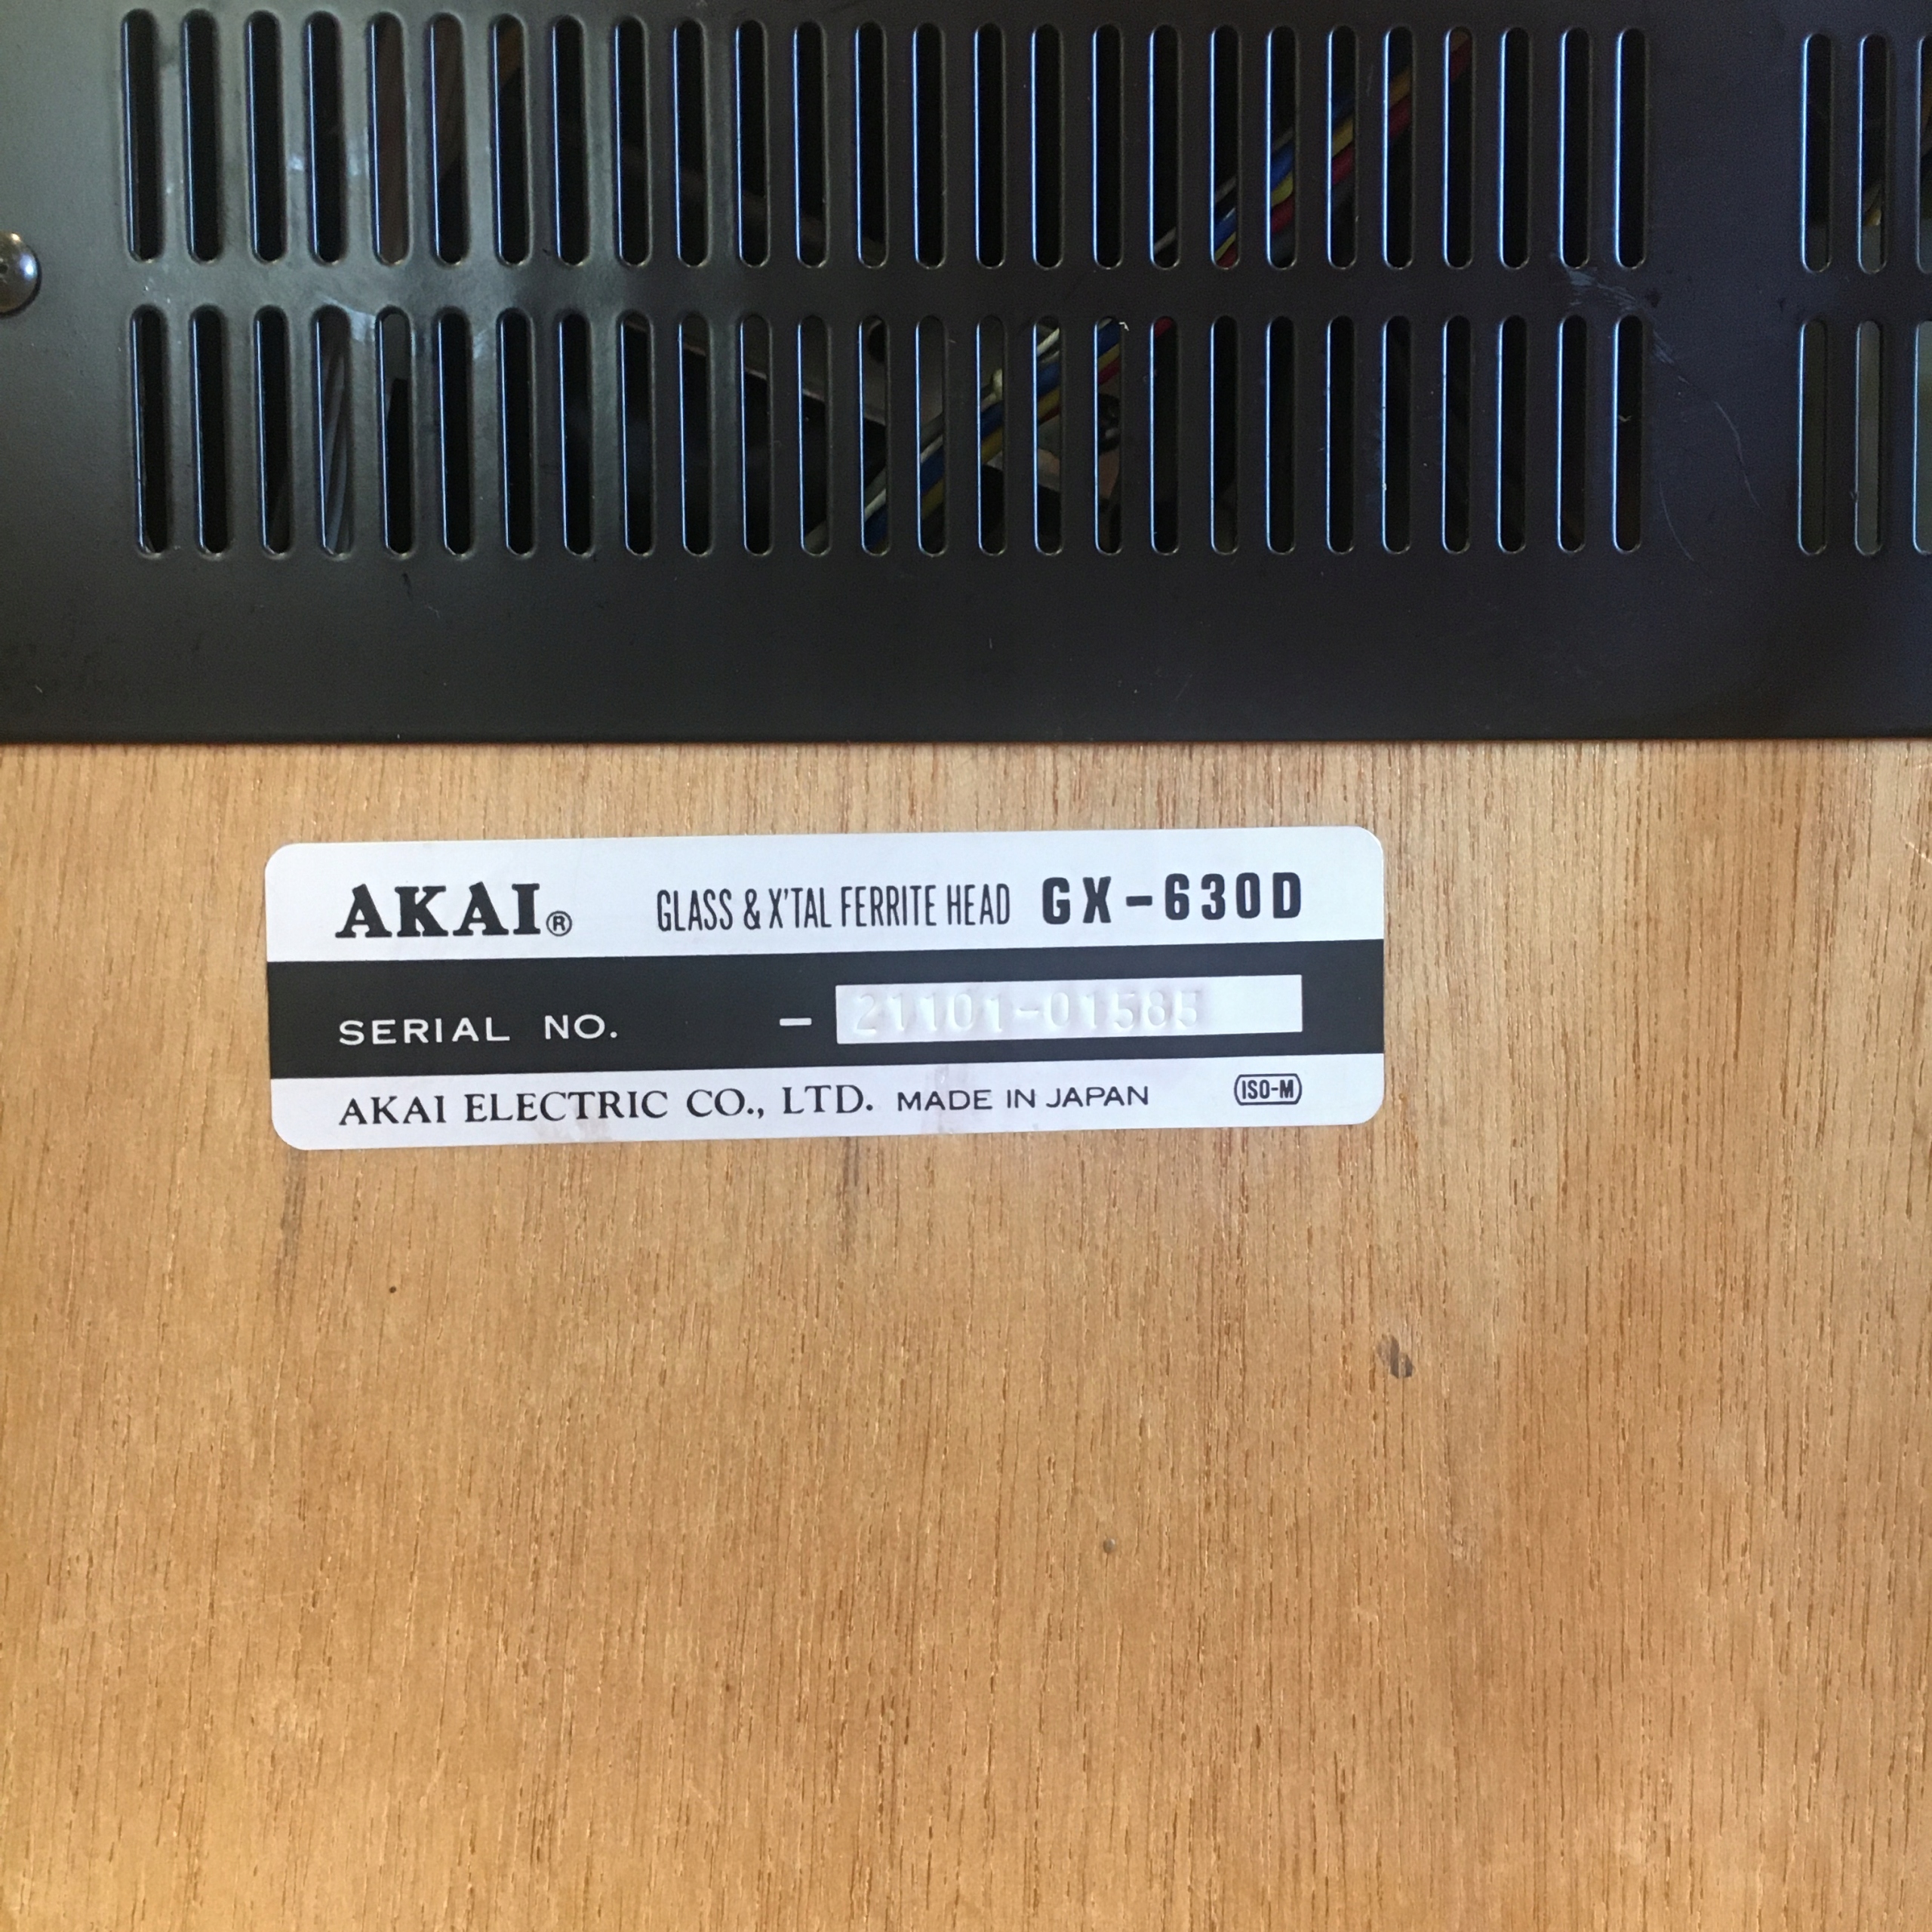 AKAI® GLASS & X'TAL FERRITE HEAD GX-630D
SERIAL NO. – 21101-01585
AKAI ELECTRIC CO., LTD. MADE IN JAPAN ISO-M